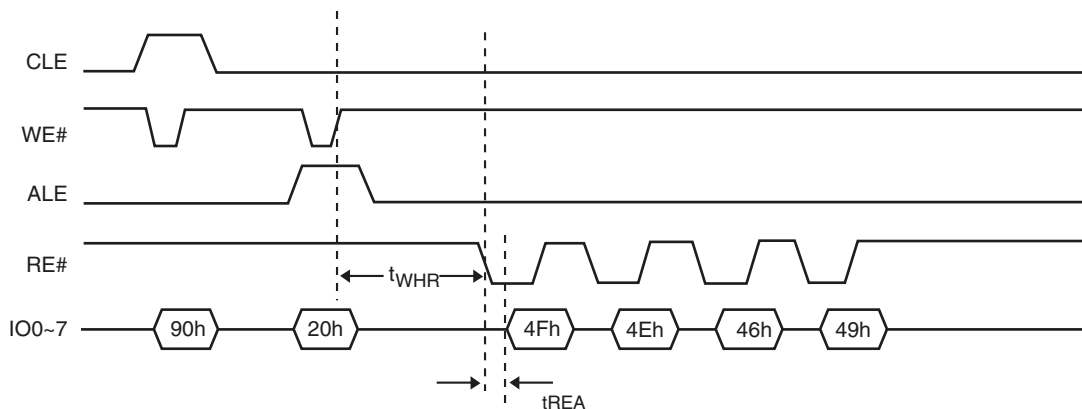 CLE
WE#
ALE
RE#
tWHR
IO0~7
90h 20h 4Fh 4Eh 46h 49h
tREA